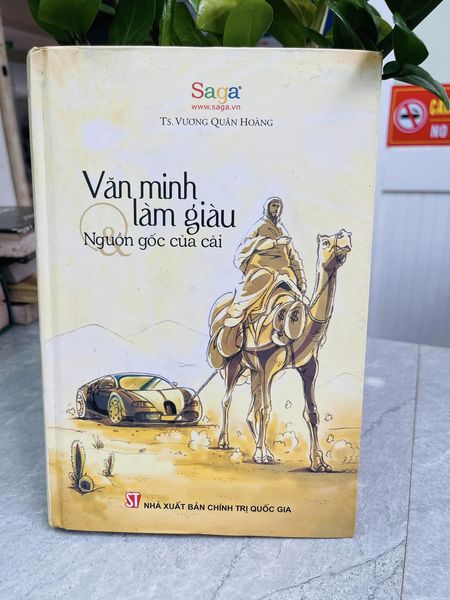 Saga®
www.saga.vn
TS. VƯƠNG QUÂN HOÀNG
Văn minh
làm giàu
& Nguồn gốc của cải
ST NHÀ XUẤT BẢN CHÍNH TRỊ QUỐC GIA
NO